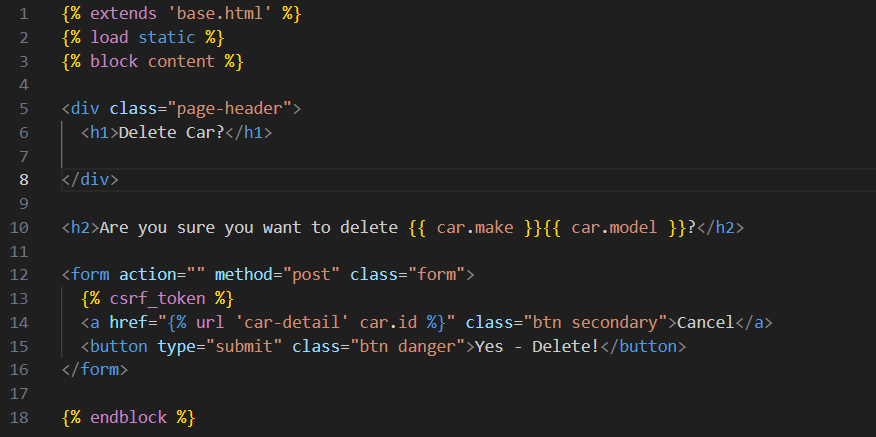 1 {% extends 'base.html' %}
2 {% load static %}
3 {% block content %}
4
5 <div class="page-header">
6   <h1>Delete Car?</h1>
7
8 </div>
9
10 <h2>Are you sure you want to delete {{ car.make }}{{ car.model }}?</h2>
11
12 <form action="" method="post" class="form">
13   {% csrf_token %}
14   <a href="{% url 'car-detail' car.id %}" class="btn secondary">Cancel</a>
15   <button type="submit" class="btn danger">Yes - Delete!</button>
16 </form>
17
18 {% endblock %}